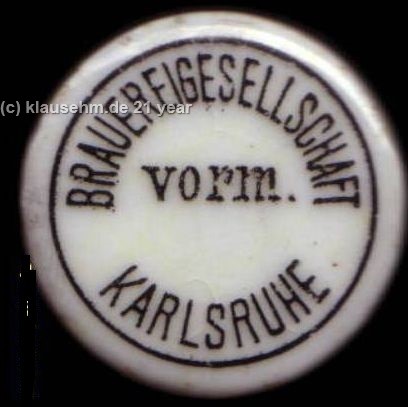 (c) klausehm.de 21 year
BRAUEREIGESELLSCHAFT
vorm.
KARLSRUHE